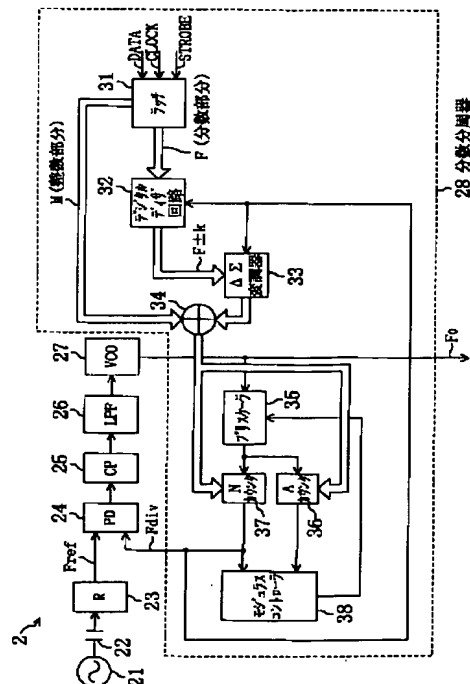 2
21
22
R
23
Fref
PD
24
CP
25
LPF
26
VCO
27
Fdiv
M(整数部分)
ラッチ
31
DATA
CLOCK
STROBE
F (分数部分)
デジタル
ディザ
回路
32
F±k
ΔΣ
変調器
33
34
プリスケーラ
35
N
カウンタ
37
A
カウンタ
36
モジュラス
コントローラ
38
Fo
28 分数分周器